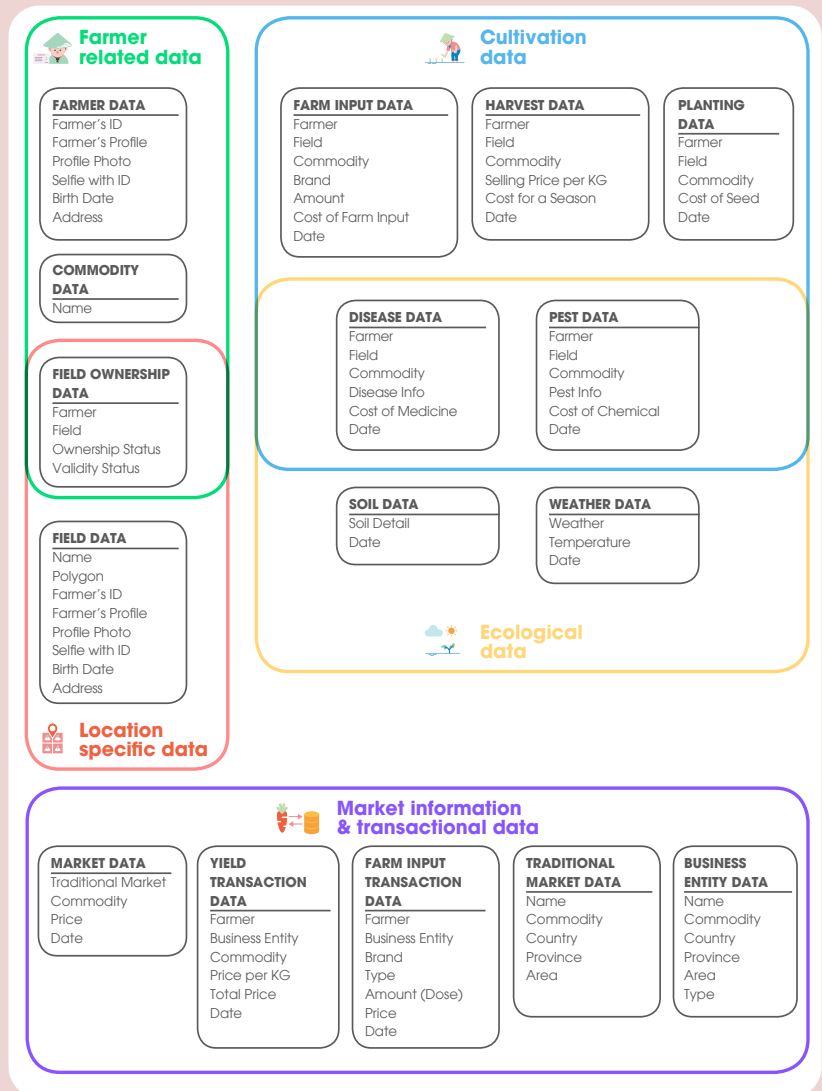 Farmer
related data
FARMER DATA
Farmer's ID
Farmer's Profile
Profile Photo
Selfie with ID
Birth Date
Address
COMMODITY
DATA
Name
FIELD OWNERSHIP
DATA
Farmer
Field
Ownership Status
Validity Status
FIELD DATA
Name
Polygon
Farmer's ID
Farmer's Profile
Profile Photo
Selfie with ID
Birth Date
Address
Location
specific data
Cultivation
data
FARM INPUT DATA
Farmer
Field
Commodity
Brand
Amount
Cost of Farm Input
Date
HARVEST DATA
Farmer
Field
Commodity
Selling Price per KG
Cost for a Season
Date
PLANTING
DATA
Farmer
Field
Commodity
Cost of Seed
Date
DISEASE DATA
Farmer
Field
Commodity
Disease Info
Cost of Medicine
Date
PEST DATA
Farmer
Field
Commodity
Pest Info
Cost of Chemical
Date
SOIL DATA
Soil Detail
Date
WEATHER DATA
Weather
Temperature
Date
Ecological
data
Market information
& transactional data
MARKET DATA
Traditional Market
Commodity
Price
Date
YIELD
TRANSACTION
DATA
Farmer
Business Entity
Commodity
Price per KG
Total Price
Date
FARM INPUT
TRANSACTION
DATA
Farmer
Business Entity
Brand
Type
Amount (Dose)
Price
Date
TRADITIONAL
MARKET DATA
Name
Commodity
Country
Province
Area
BUSINESS
ENTITY DATA
Name
Commodity
Country
Province
Area
Type